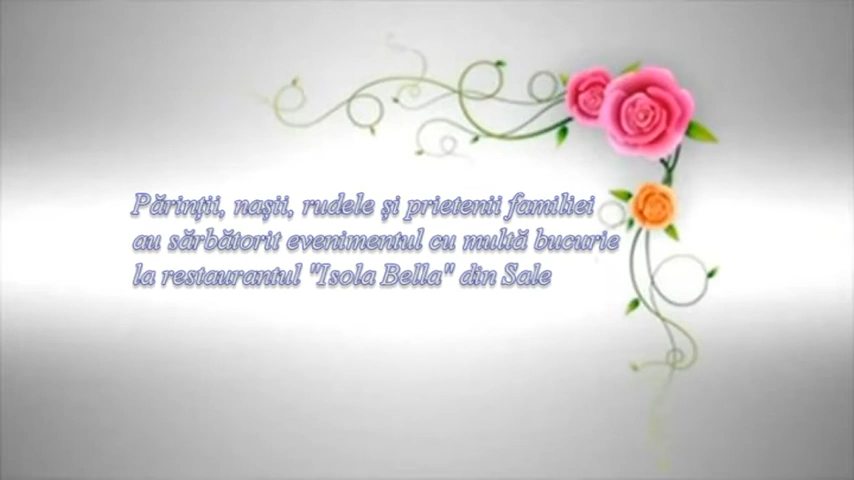 Părinții, nașii, rudele și prietenii familiei
au sărbătorit evenimentul cu multă bucurie
la restaurantul "Isola Bella" din Sale